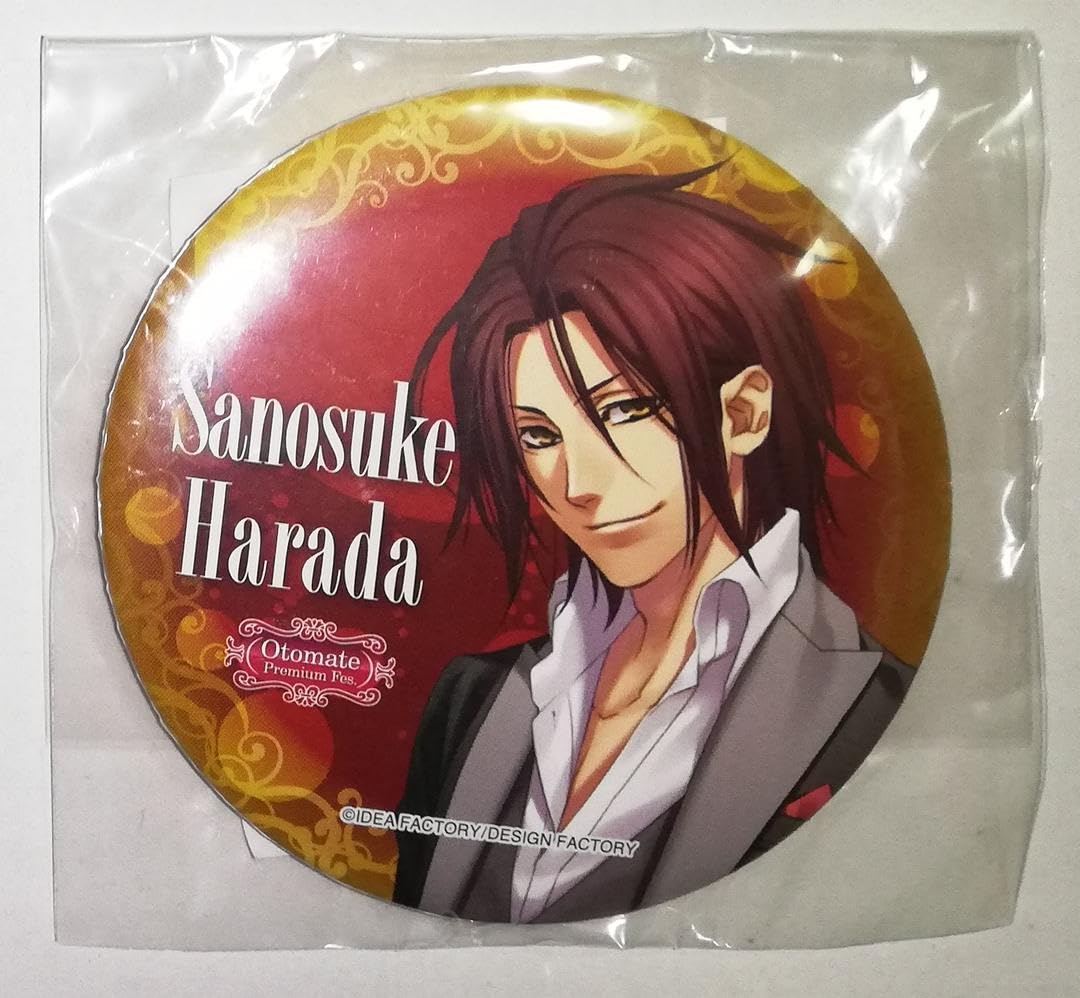 Sanosuke
Harada
Otomate
Premium Fes.
©IDEA FACTORY/DESIGN FACTORY